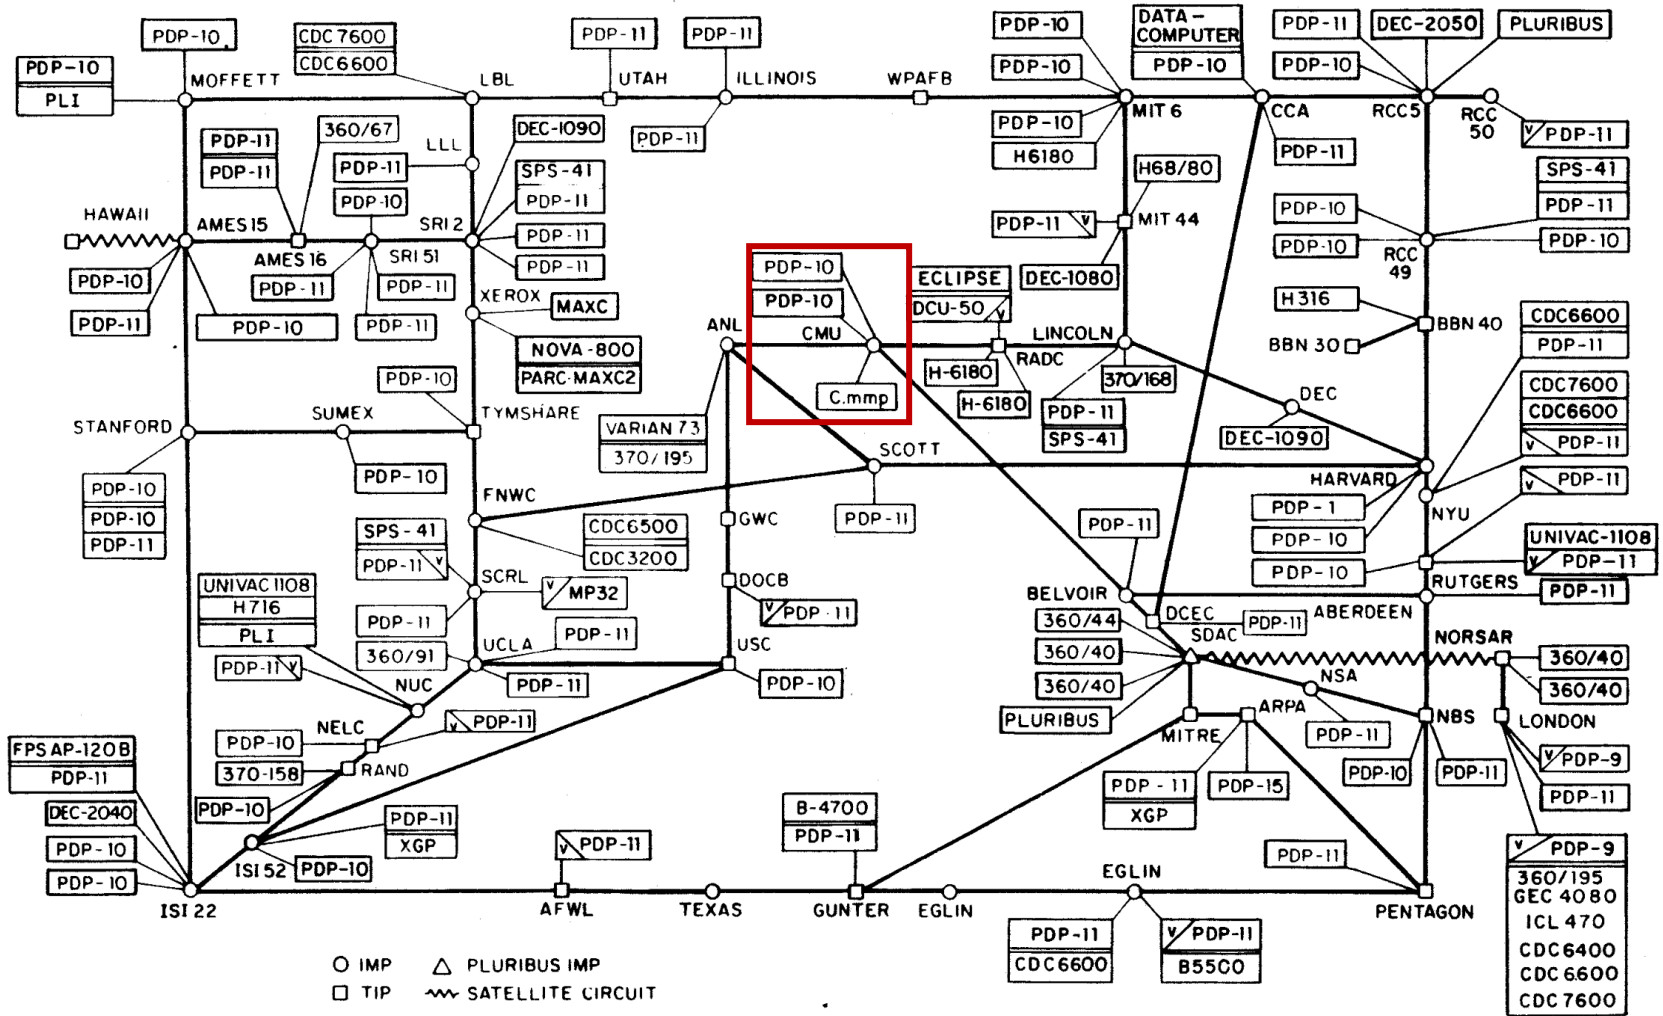 PDP-10
MOFFETT
PDP-10
PLI
CDC 7600
CDC6600
LBL
PDP-11
UTAH
PDP-11
ILLINOIS
PDP-11
WPAFB
PDP-10
PDP-10
PDP-10
H6180
MIT 6
DATA-
COMPUTER
PDP-10
CCA
PDP-11
PDP-11
PDP-10
DEC-2050
PLURIBUS
RCC5
RCC
50
V PDP-11
PDP-11
PDP-11
360/67
LLL
PDP-11
DEC-1090
SPS-41
PDP-11
PDP-11
PDP-11
HAWAII
AMES 15
AMES 16
PDP-10
SRI 51
SRI 2
PDP-10
PDP-11
PDP-10
PDP-11
PDP-11
PDP-11
XEROX
MAXC
NOVA-800
PARC-MAXC2
H68/80
PDP-11 V
MIT 44
DEC-1080
PDP-10
PDP-10
SPS-41
PDP-11
PDP-10
RCC
49
H316
BBN 40
BBN 30
ANL
PDP-10
PDP-10
CMU
C.mmp
ECLIPSE
DCU-50 V
RADC
H-6180
H-6180
LINCOLN
370/168
PDP-11
SPS-41
DEC
DEC-1090
CDC6600
PDP-11
CDC7600
CDC6600
V PDP-11
V PDP-11
STANFORD
SUMEX
PDP-10
TYMSHARE
PDP-10
PDP-10
PDP-10
PDP-11
VARIAN 73
370/195
SCOTT
PDP-11
HARVARD
PDP-1
PDP-10
PDP-10
NYU
RUTGERS
UNIVAC-1108
V PDP-11
PDP-11
ABERDEEN
FNWC
CDC6500
CDC3200
GWC
DOCB
V PDP-11
USC
PDP-10
SPS-41
PDP-11 V
SCRL
V MP32
PDP-11
UCLA
360/91
PDP-11
PDP-11
UNIVAC 1108
H716
PLI
PDP-11 V
NUC
NELC
V PDP-11
PDP-10
370-158
RAND
PDP-10
PDP-11
BELVOIR
DCEC
PDP-11
SDAC
360/44
360/40
360/40
PLURIBUS
NORSAR
360/40
360/40
NSA
PDP-11
NBS
PDP-10
PDP-11
LONDON
V PDP-9
PDP-11
V PDP-9
360/195
GEC 4080
ICL 470
CDC6400
CDC6600
CDC7600
MITRE
ARPA
PDP-11
XGP
PDP-15
FPS AP-120B
PDP-11
DEC-2040
PDP-10
PDP-10
ISI 22
ISI 52
PDP-11
XGP
PDP-10
V PDP-11
AFWL
TEXAS
B-4700
PDP-11
GUNTER
EGLIN
EGLIN
PDP-11
CDC6600
V PDP-11
B5500
PDP-11
PENTAGON
IMP
PLURIBUS IMP
TIP
SATELLITE CIRCUIT